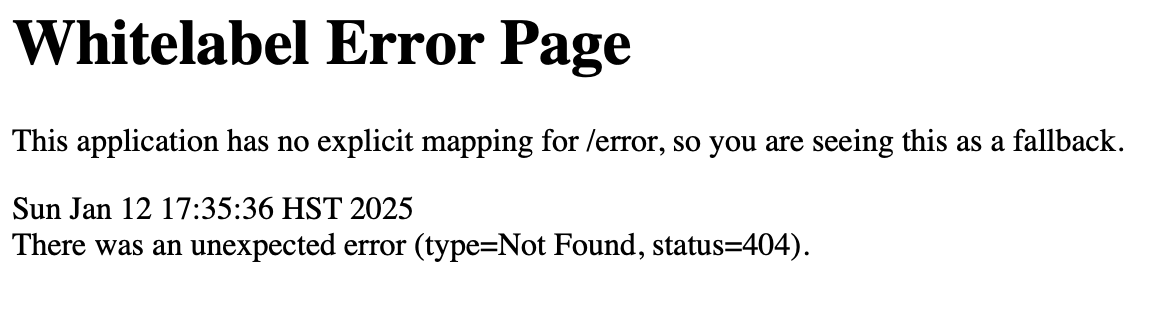 Whitelabel Error Page
This application has no explicit mapping for /error, so you are seeing this as a fallback.
Sun Jan 12 17:35:36 HST 2025
There was an unexpected error (type=Not Found, status=404).